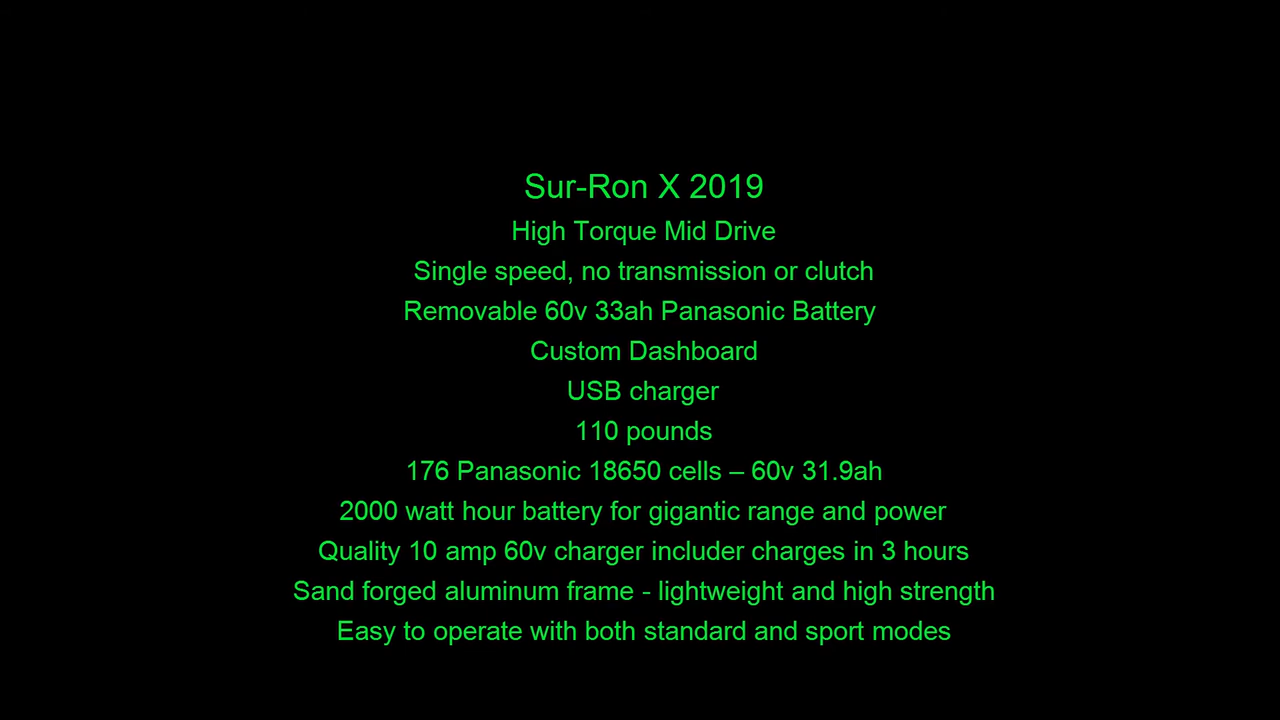 Sur-Ron X 2019
High Torque Mid Drive
Single speed, no transmission or clutch
Removable 60v 33ah Panasonic Battery
Custom Dashboard
USB charger
110 pounds
176 Panasonic 18650 cells – 60v 31.9ah
2000 watt hour battery for gigantic range and power
Quality 10 amp 60v charger includer charges in 3 hours
Sand forged aluminum frame - lightweight and high strength
Easy to operate with both standard and sport modes